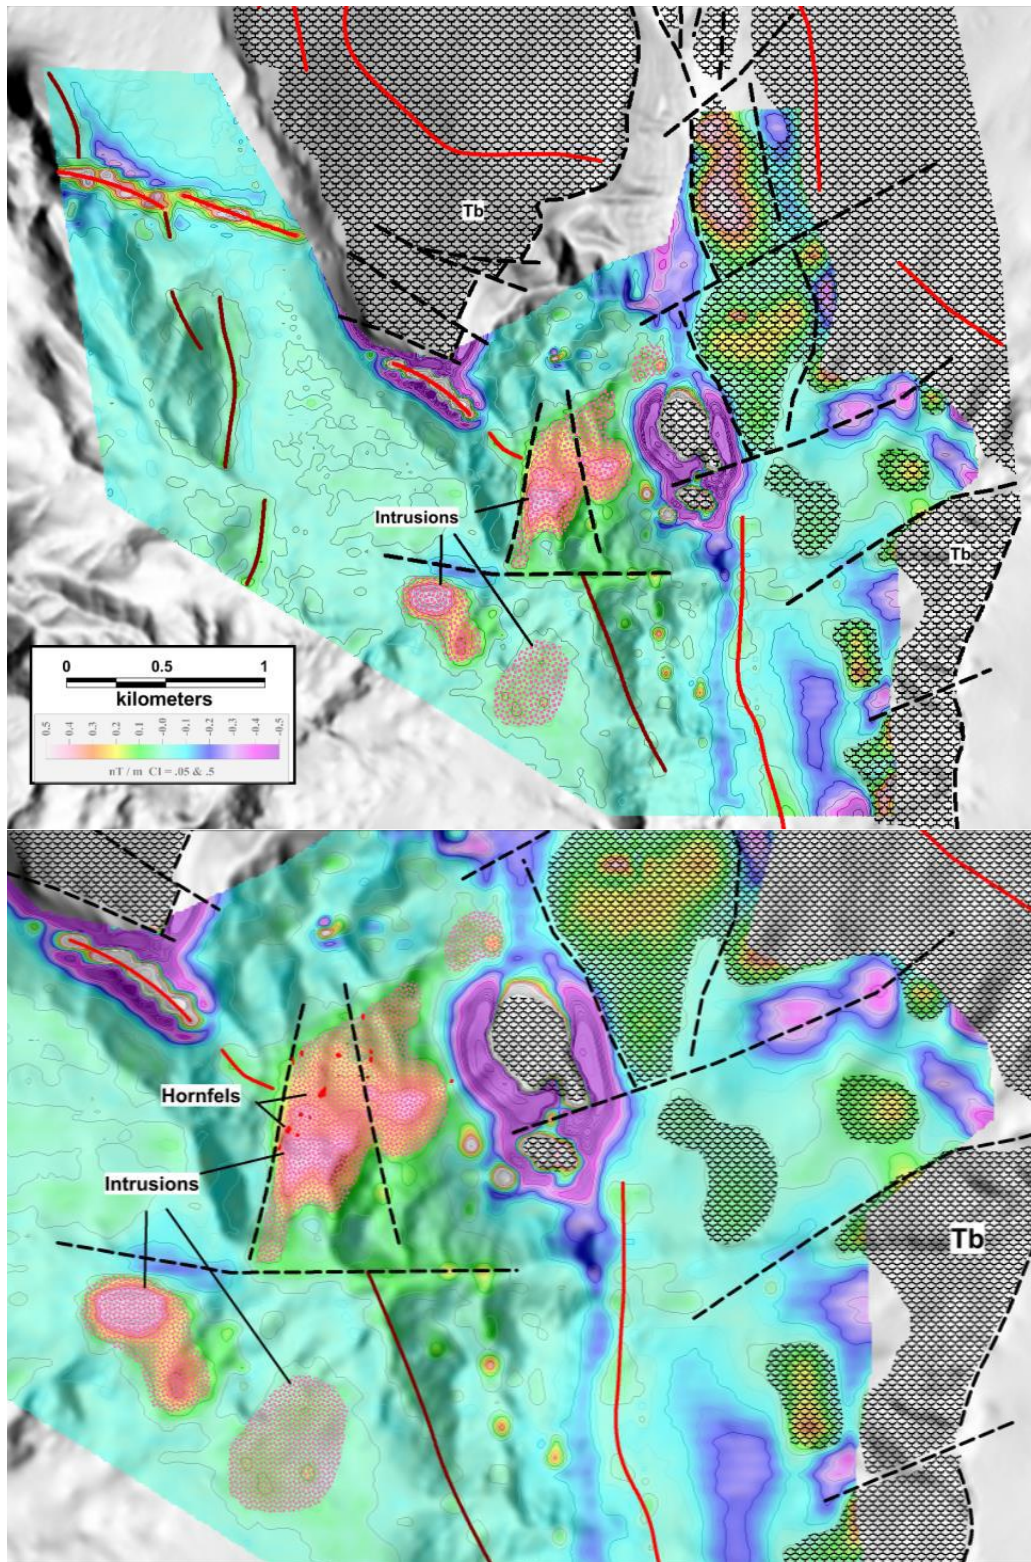 Tb
Intrusions
Tb
0 0.5 1
kilometers
0.5 0.4 0.3 0.2 0.1 -0.0 -0.1 -0.2 -0.3 -0.4 -0.5
nT / m CI = .05 & .5
Hornfels
Intrusions
Tb